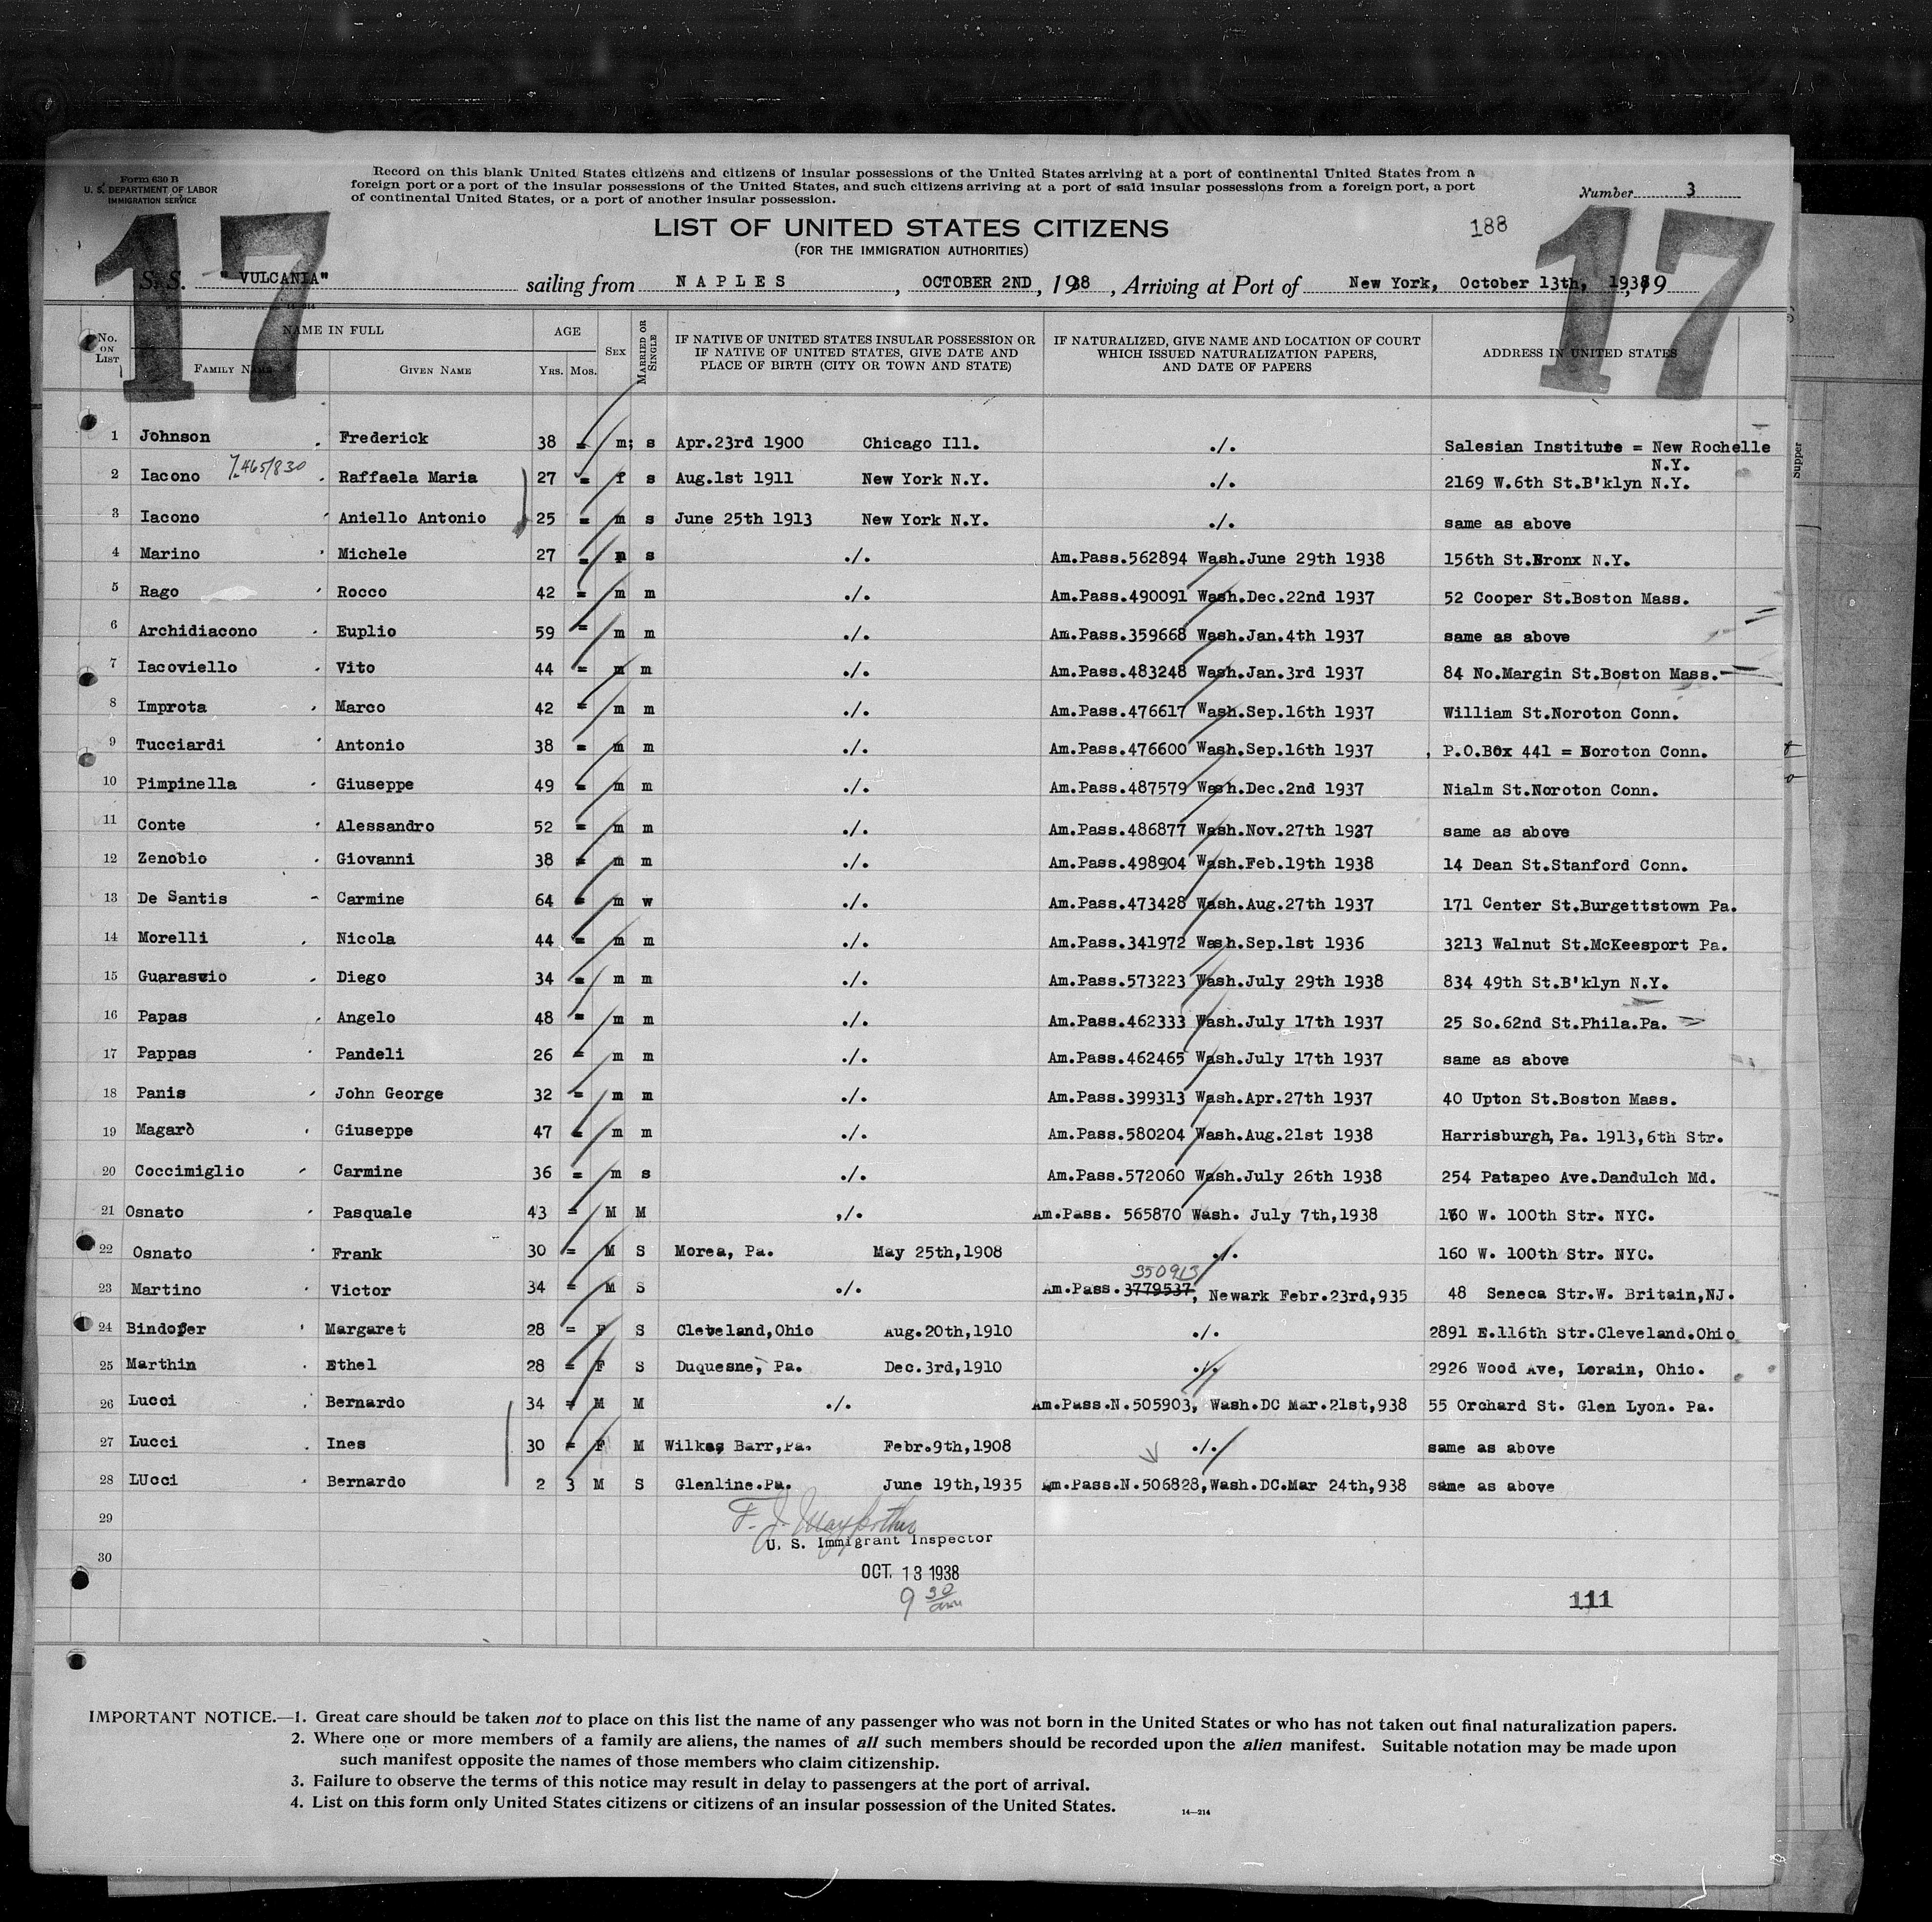 Form 630 B
U. S. DEPARTMENT OF LABOR
IMMIGRATION SERVICE
Record on this blank United States citizens and citizens of insular possessions of the United States arriving at a port of continental United States from a
foreign port or a port of the insular possessions of the United States, and such citizens arriving at a port of said insular possessions from a foreign port, a port
of continental United States, or a port of another insular possession.
Number 3
LIST OF UNITED STATES CITIZENS
188
(FOR THE IMMIGRATION AUTHORITIES)
17 17
S. S. "VULCANIA" sailing from NAPLES, OCTOBER 2ND, 1938, Arriving at Port of New York, October 13th, 1938, 19
No. ON LIST
NAME IN FULL
FAMILY NAME GIVEN NAME
AGE
YRS. MOS.
SEX
MARRIED OR SINGLE
IF NATIVE OF UNITED STATES INSULAR POSSESSION OR
IF NATIVE OF UNITED STATES, GIVE DATE AND
PLACE OF BIRTH (CITY OR TOWN AND STATE)
IF NATURALIZED, GIVE NAME AND LOCATION OF COURT
WHICH ISSUED NATURALIZATION PAPERS,
AND DATE OF PAPERS
ADDRESS IN UNITED STATES
1 Johnson Frederick 38 = m; s Apr.23rd 1900 Chicago Ill. ./. Salesian Institute = New Rochelle
N.Y.
2 Iacono 7,465/830 Raffaela Maria 27 = f s Aug.1st 1911 New York N.Y. ./. 2169 W.6th St.B'klyn N.Y.
3 Iacono Aniello Antonio 25 = m s June 25th 1913 New York N.Y. ./. same as above
4 Marino Michele 27 = m s ./. Am.Pass.562894 Wash.June 29th 1938 156th St.Bronx N.Y.
5 Rago Rocco 42 = m m ./. Am.Pass.490091 Wash.Dec.22nd 1937 52 Cooper St.Boston Mass.
6 Archidiacono Euplio 59 = m m ./. Am.Pass.359668 Wash.Jan.4th 1937 same as above
7 Iacoviello Vito 44 = m m ./. Am.Pass.483248 Wash.Jan.3rd 1937 84 No.Margin St.Boston Mass.
8 Improta Marco 42 = m m ./. Am.Pass.476617 Wash.Sep.16th 1937 William St.Noroton Conn.
9 Tucciardi Antonio 38 = m m ./. Am.Pass.476600 Wash.Sep.16th 1937 P.O.Box 441 = Noroton Conn.
10 Pimpinella Giuseppe 49 = m m ./. Am.Pass.487579 Wash.Dec.2nd 1937 Nialm St.Noroton Conn.
11 Conte Alessandro 52 = m m ./. Am.Pass.486877 Wash.Nov.27th 1937 same as above
12 Zenobio Giovanni 38 = m m ./. Am.Pass.498904 Wash.Feb.19th 1938 14 Dean St.Stanford Conn.
13 De Santis Carmine 64 = m w ./. Am.Pass.473428 Wash.Aug.27th 1937 171 Center St.Burgettstown Pa.
14 Morelli Nicola 44 = m m ./. Am.Pass.341972 Wash.Sep.1st 1936 3213 Walnut St.McKeesport Pa.
15 Guarascio Diego 34 = m m ./. Am.Pass.573223 Wash.July 29th 1938 834 49th St.B'klyn N.Y.
16 Papas Angelo 48 = m m ./. Am.Pass.462333 Wash.July 17th 1937 25 So.62nd St.Phila.Pa.
17 Pappas Pandeli 26 = m m ./. Am.Pass.462465 Wash.July 17th 1937 same as above
18 Panis John George 32 = m m ./. Am.Pass.399313 Wash.Apr.27th 1937 40 Upton St.Boston Mass.
19 Magarò Giuseppe 47 = m m ./. Am.Pass.580204 Wash.Aug.21st 1938 Harrisburgh, Pa. 1913,6th Str.
20 Coccimiglio Carmine 36 = m s ./. Am.Pass.572060 Wash.July 26th 1938 254 Patapeo Ave.Dandulch Md.
21 Osnato Pasquale 43 = M M ./. Am.Pass. 565870 Wash. July 7th,1938 160 W. 100th Str. NYC.
22 Osnato Frank 30 = M S Morea, Pa. May 25th,1908 ./. 160 W. 100th Str. NYC.
350913
23 Martino Victor 34 = M S ./. Am.Pass.3779537, Newark Febr.23rd,935 48 Seneca Str.W. Britain,NJ.
24 Bindofer Margaret 28 = F S Cleveland,Ohio Aug.20th,1910 ./. 2891 E.116th Str.Cleveland.Ohio
25 Marthin Ethel 28 = F S Duquesne, Pa. Dec.3rd,1910 ./. 2926 Wood Ave, Lorain, Ohio.
26 Lucci Bernardo 34 = M M ./. Am.Pass.N.505903, Wash.DC Mar.21st,938 55 Orchard St. Glen Lyon. Pa.
27 Lucci Ines 30 = F M Wilkes Barr,Pa. Febr.9th,1908 ./. same as above
28 LUcci Bernardo 2 3 M S Glenline.Pa. June 19th,1935 Am.Pass.N.506828,Wash.DC.Mar 24th,938 same as above
29
U. S. Immigrant Inspector
30
OCT. 13 1938
9 30 am
111
IMPORTANT NOTICE.—1. Great care should be taken not to place on this list the name of any passenger who was not born in the United States or who has not taken out final naturalization papers.
2. Where one or more members of a family are aliens, the names of all such members should be recorded upon the alien manifest. Suitable notation may be made upon
such manifest opposite the names of those members who claim citizenship.
3. Failure to observe the terms of this notice may result in delay to passengers at the port of arrival.
4. List on this form only United States citizens or citizens of an insular possession of the United States.
14—214
Supper